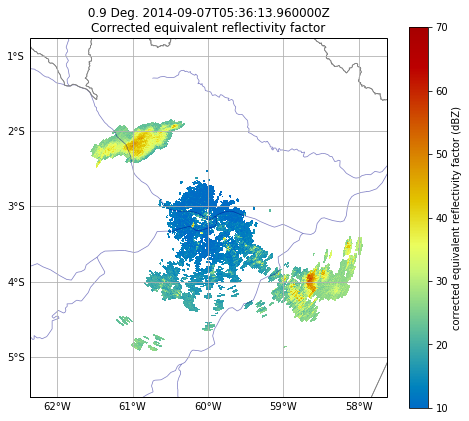 0.9 Deg. 2014-09-07T05:36:13.960000Z
Corrected equivalent reflectivity factor
1°S
2°S
3°S
4°S
5°S
62°W 61°W 60°W 59°W 58°W
70
60
50
40
30
20
10
corrected equivalent reflectivity factor (dBZ)